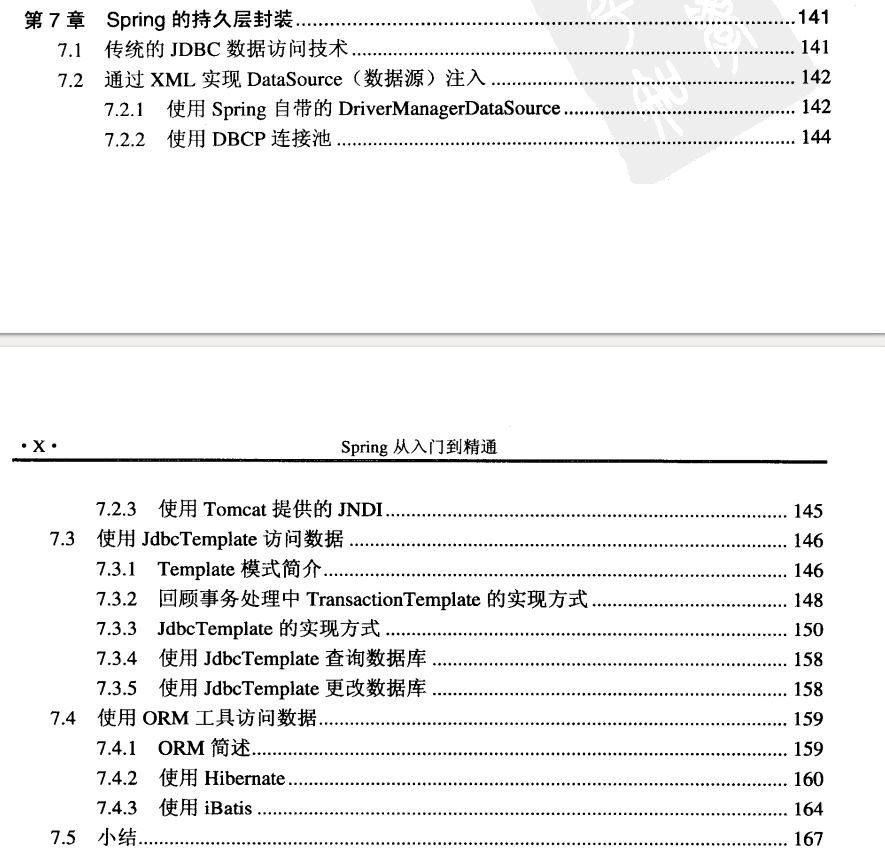 第 7 章 Spring 的持久层封装........141
7.1 传统的 JDBC 数据访问技术........141
7.2 通过 XML 实现 DataSource（数据源）注入........142
7.2.1 使用 Spring 自带的 DriverManagerDataSource........142
7.2.2 使用 DBCP 连接池........144
·X· Spring 从入门到精通
7.2.3 使用 Tomcat 提供的 JNDI........145
7.3 使用 JdbcTemplate 访问数据........146
7.3.1 Template 模式简介........146
7.3.2 回顾事务处理中 TransactionTemplate 的实现方式........148
7.3.3 JdbcTemplate 的实现方式........150
7.3.4 使用 JdbcTemplate 查询数据库........158
7.3.5 使用 JdbcTemplate 更改数据库........158
7.4 使用 ORM 工具访问数据........159
7.4.1 ORM 简述........159
7.4.2 使用 Hibernate........160
7.4.3 使用 iBatis........164
7.5 小结........167